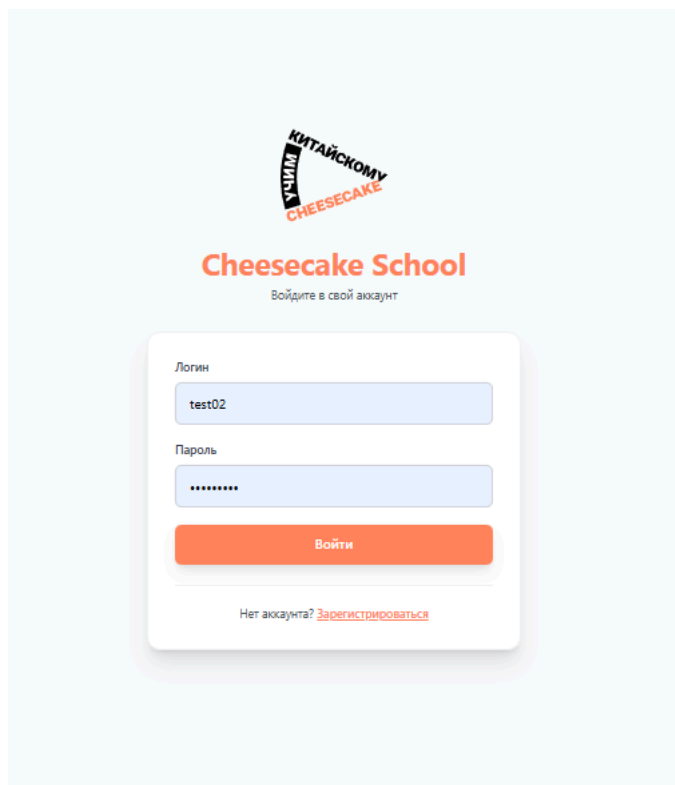 УЧИМ
КИТАЙСКОМУ
CHEESECAKE
Cheesecake School
Войдите в свой аккаунт
Логин
test02
Пароль
•••••••••
Войти
Нет аккаунта? Зарегистрироваться